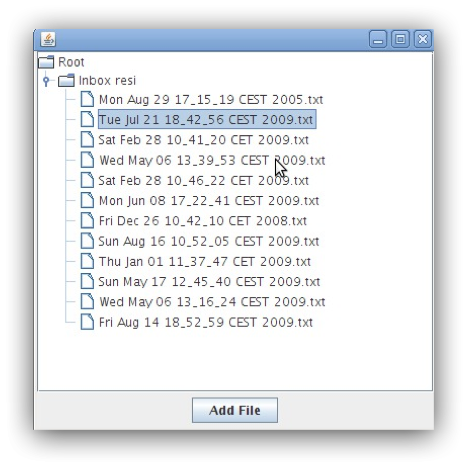 Root
Inbox resi
Mon Aug 29 17_15_19 CEST 2005.txt
Tue Jul 21 18_42_56 CEST 2009.txt
Sat Feb 28 10_41_20 CET 2009.txt
Wed May 06 13_39_53 CEST 2009.txt
Sat Feb 28 10_46_22 CET 2009.txt
Mon Jun 08 17_22_41 CEST 2009.txt
Fri Dec 26 10_42_10 CET 2008.txt
Sun Aug 16 10_52_05 CEST 2009.txt
Thu Jan 01 11_37_47 CET 2009.txt
Sun May 17 12_45_40 CEST 2009.txt
Wed May 06 13_16_24 CEST 2009.txt
Fri Aug 14 18_52_59 CEST 2009.txt
Add File